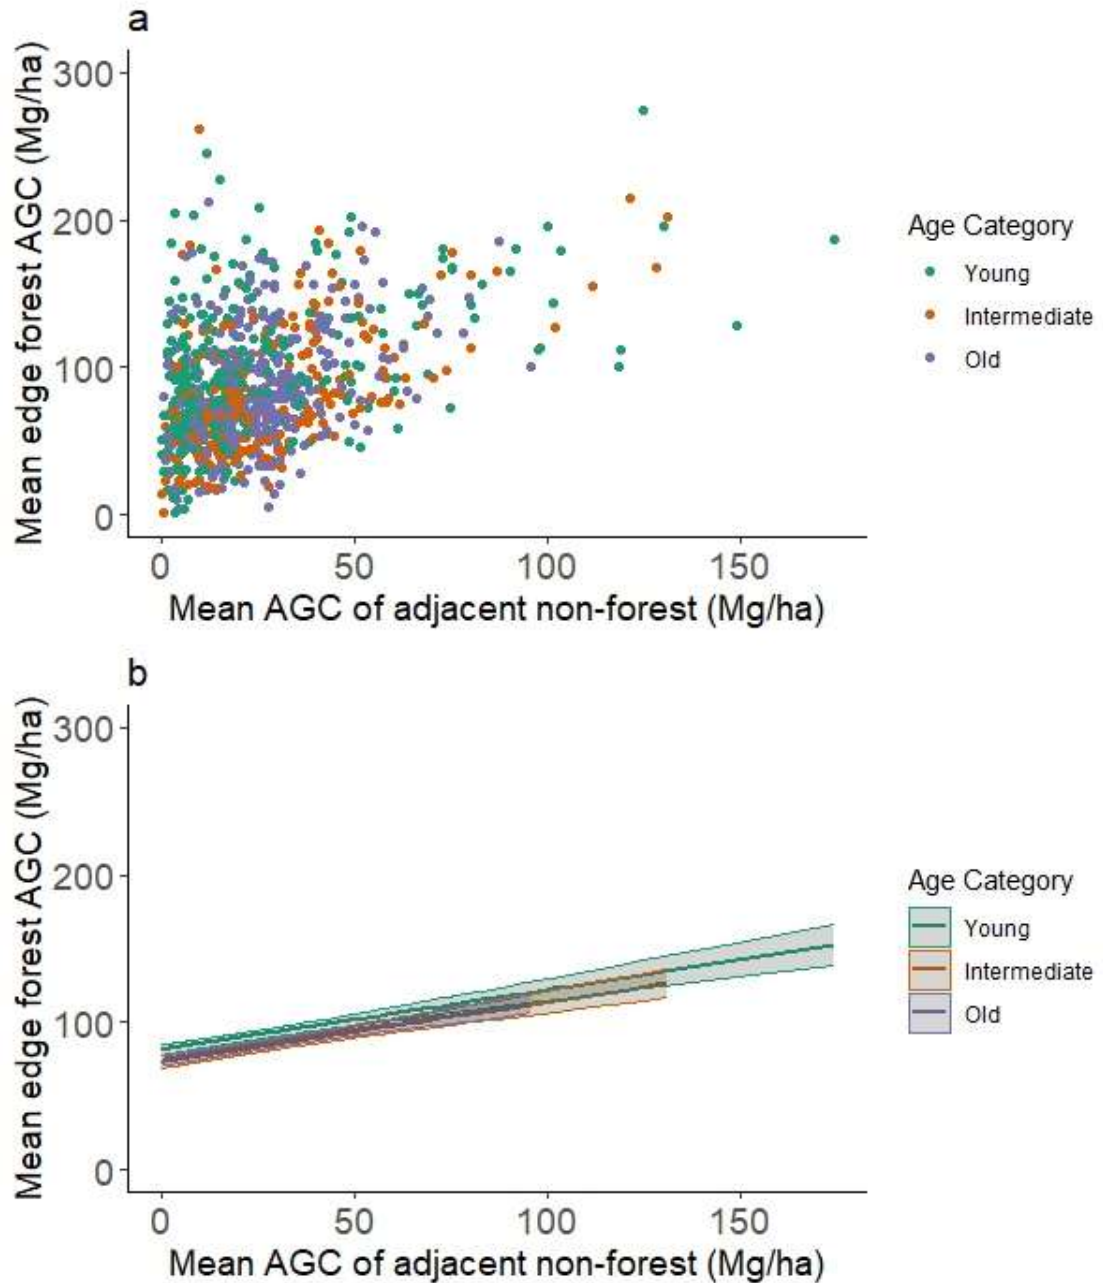 a
Mean edge forest AGC (Mg/ha)
300
200
100
0
0 50 100 150
Mean AGC of adjacent non-forest (Mg/ha)
Age Category
Young
Intermediate
Old
b
Mean edge forest AGC (Mg/ha)
300
200
100
0
0 50 100 150
Mean AGC of adjacent non-forest (Mg/ha)
Age Category
Young
Intermediate
Old